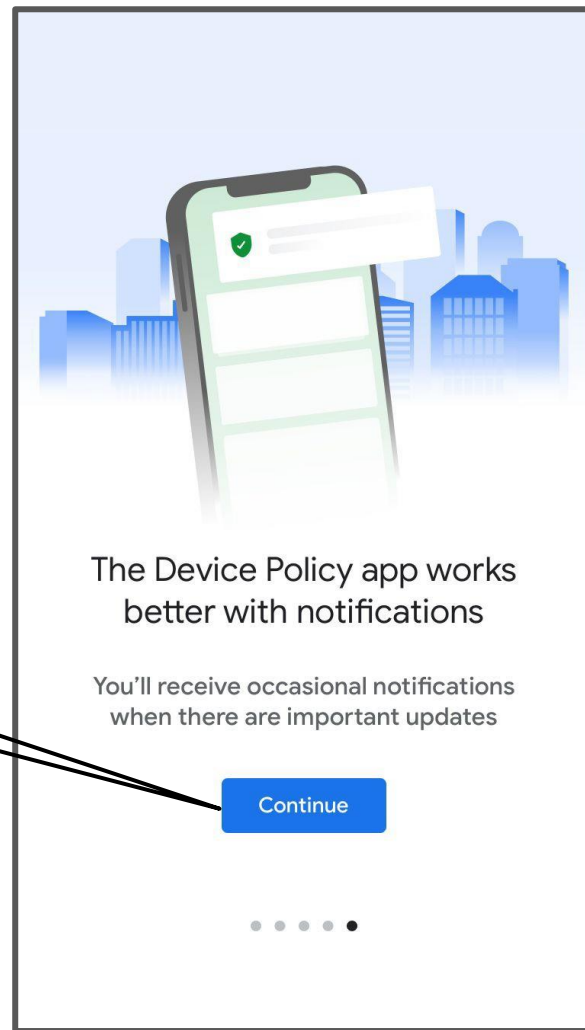 The Device Policy app works
better with notifications
You'll receive occasional notifications
when there are important updates
Continue